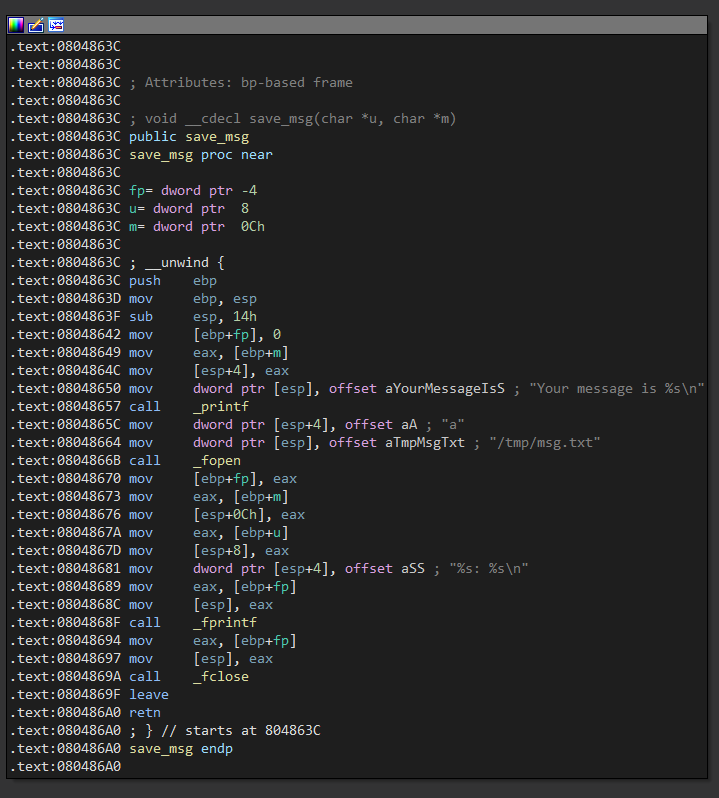 .text:0804863C
.text:0804863C
.text:0804863C ; Attributes: bp-based frame
.text:0804863C
.text:0804863C ; void __cdecl save_msg(char *u, char *m)
.text:0804863C public save_msg
.text:0804863C save_msg proc near
.text:0804863C
.text:0804863C fp= dword ptr -4
.text:0804863C u= dword ptr  8
.text:0804863C m= dword ptr  0Ch
.text:0804863C
.text:0804863C ; __unwind {
.text:0804863C push    ebp
.text:0804863D mov     ebp, esp
.text:0804863F sub     esp, 14h
.text:08048642 mov     [ebp+fp], 0
.text:08048649 mov     eax, [ebp+m]
.text:0804864C mov     [esp+4], eax
.text:08048650 mov     dword ptr [esp], offset aYourMessageIsS ; "Your message is %s\n"
.text:08048657 call    _printf
.text:0804865C mov     dword ptr [esp+4], offset aA ; "a"
.text:08048664 mov     dword ptr [esp], offset aTmpMsgTxt ; "/tmp/msg.txt"
.text:0804866B call    _fopen
.text:08048670 mov     [ebp+fp], eax
.text:08048673 mov     eax, [ebp+m]
.text:08048676 mov     [esp+0Ch], eax
.text:0804867A mov     eax, [ebp+u]
.text:0804867D mov     [esp+8], eax
.text:08048681 mov     dword ptr [esp+4], offset aSS ; "%s: %s\n"
.text:08048689 mov     eax, [ebp+fp]
.text:0804868C mov     [esp], eax
.text:0804868F call    _fprintf
.text:08048694 mov     eax, [ebp+fp]
.text:08048697 mov     [esp], eax
.text:0804869A call    _fclose
.text:0804869F leave
.text:080486A0 retn
.text:080486A0 ; } // starts at 804863C
.text:080486A0 save_msg endp
.text:080486A0